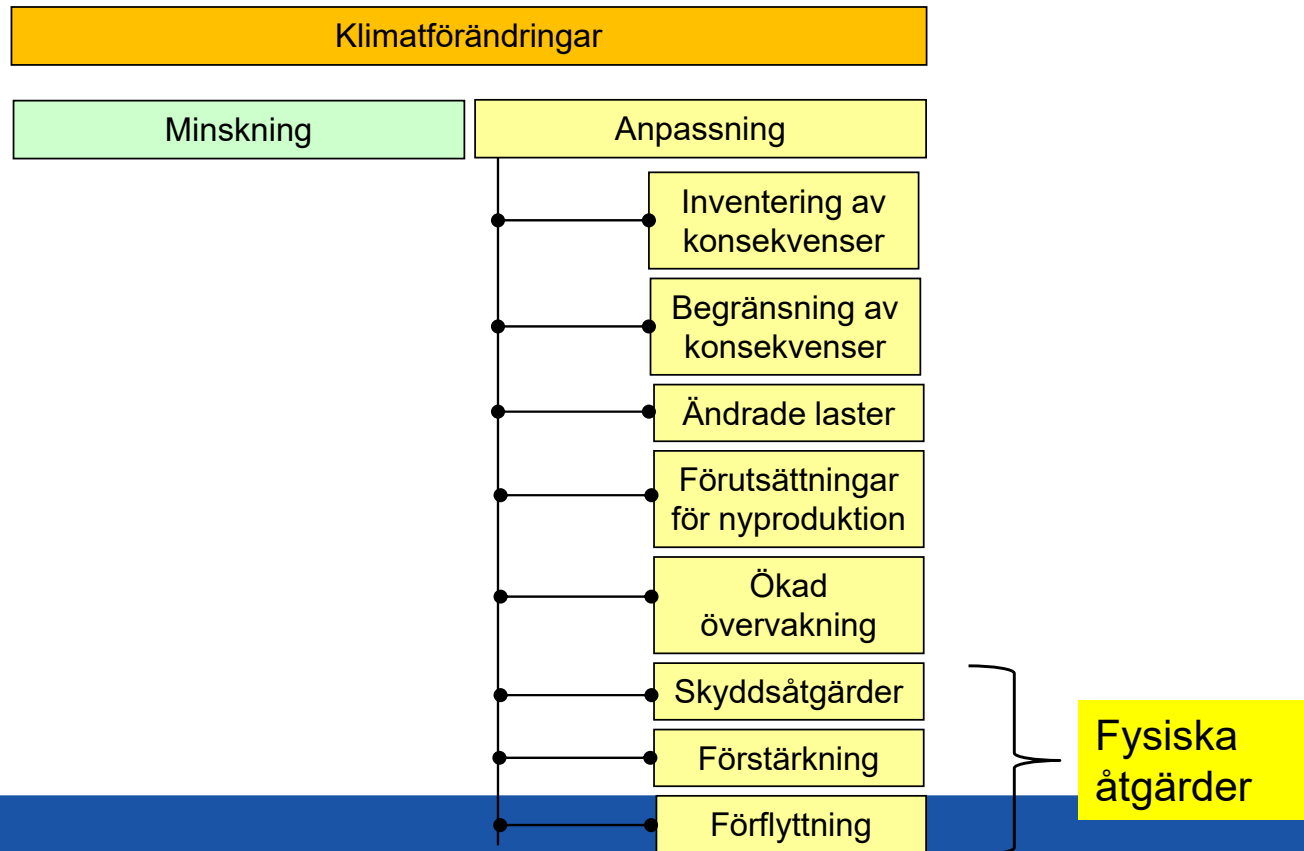 Klimatförändringar
Minskning
Anpassning
Inventering av
konsekvenser
Begränsning av
konsekvenser
Ändrade laster
Förutsättningar
för nyproduktion
Ökad
övervakning
Skyddsåtgärder
Förstärkning
Förflyttning
Fysiska
åtgärder